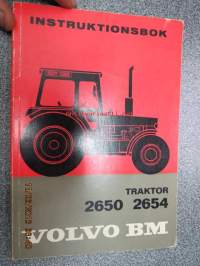 INSTRUKTIONSBOK
TRAKTOR
2650 2654
VOLVO BM